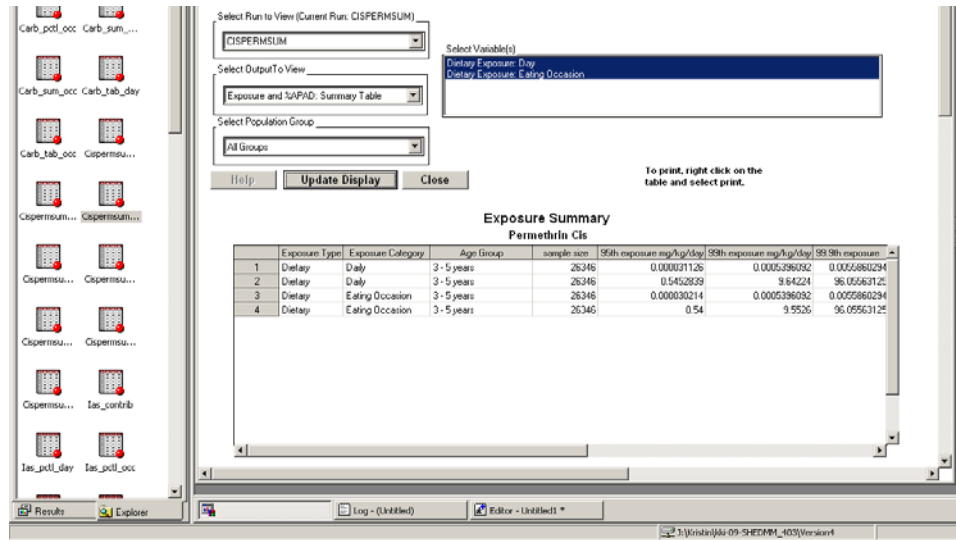 Carb_pctl_occ Carb_sum_...
Carb_sum_occ Carb_tab_day
Carb_tab_occ Cispermsu...
Cispermsum... Cispermsum...
Cispermsu... Cispermsu...
Cispermsu... Cispermsu...
Cispermsu... Ias_contrib
Ias_pctl_day Ias_pctl_occ
Results Explorer
Select Run to View (Current Run: CISPERMSUM)
CISPERMSUM
Select OutputTo View
Exposure and %APAD: Summary Table
Select Population Group
All Groups
Select Variable(s)
Dietary Exposure: Day
Dietary Exposure: Eating Occasion
Help Update Display Close
To print, right click on the
table and select print.
Exposure Summary
Permethrin Cis
Exposure Type Exposure Category Age Group sample size 95th exposure mg/kg/day 99th exposure mg/kg/day 99.9th exposure
1 Dietary Daily 3 - 5 years 26346 0.000031126 0.0005396092 0.0055860294
2 Dietary Daily 3 - 5 years 26346 0.5452839 9.64224 96.05563125
3 Dietary Eating Occasion 3 - 5 years 26346 0.000030214 0.0005396092 0.0055860294
4 Dietary Eating Occasion 3 - 5 years 26346 0.54 9.5526 96.05563125
Log - (Untitled) Editor - Untitled1 *